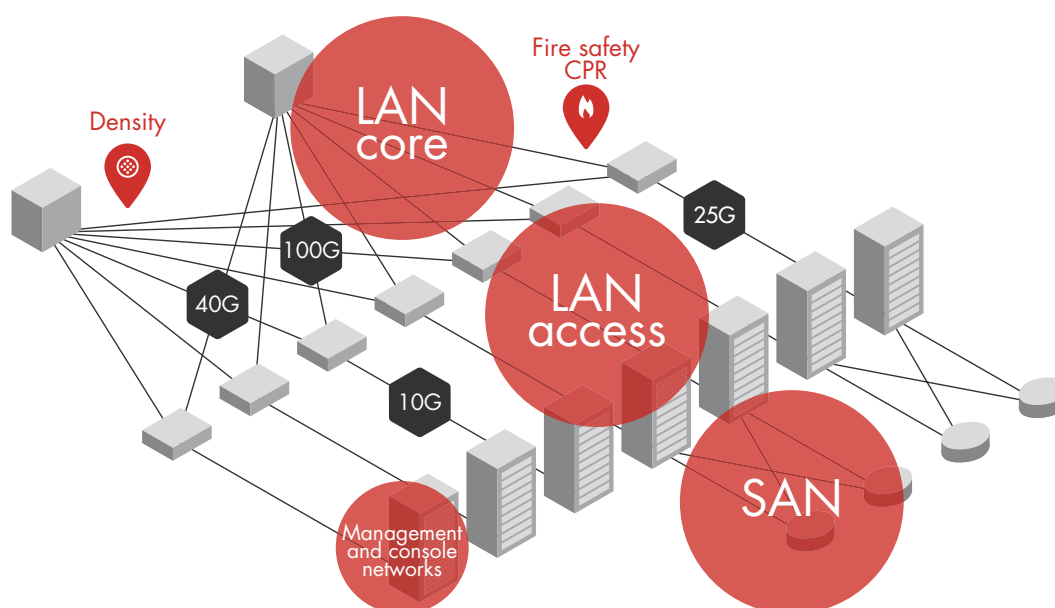 Fire safety
CPR
LAN
core
Density
25G
100G
40G
LAN
access
10G
SAN
Management
and console
networks